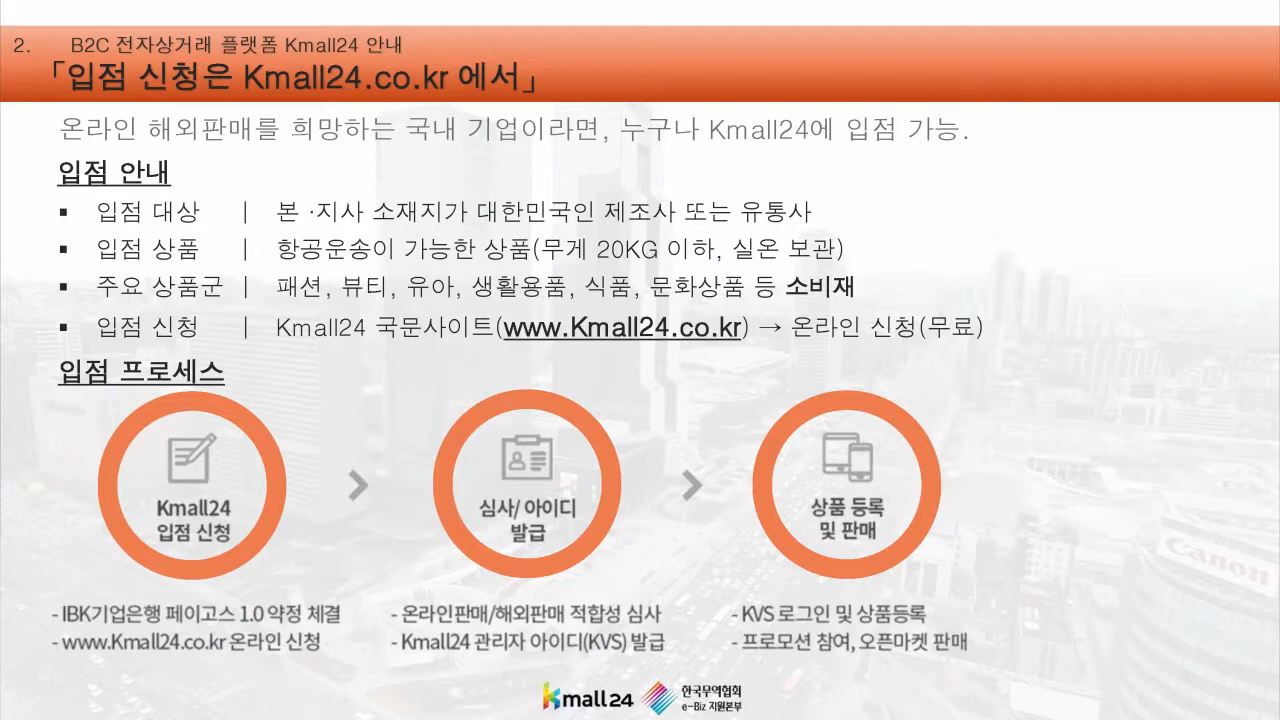 2. B2C 전자상거래 플랫폼 Kmall24 안내
「입점 신청은 Kmall24.co.kr 에서」
온라인 해외판매를 희망하는 국내 기업이라면, 누구나 Kmall24에 입점 가능.
입점 안내
▪ 입점 대상 | 본 ·지사 소재지가 대한민국인 제조사 또는 유통사
▪ 입점 상품 | 항공운송이 가능한 상품(무게 20KG 이하, 실온 보관)
▪ 주요 상품군 | 패션, 뷰티, 유아, 생활용품, 식품, 문화상품 등 소비재
▪ 입점 신청 | Kmall24 국문사이트(www.Kmall24.co.kr) → 온라인 신청(무료)
입점 프로세스
Kmall24
입점 신청
심사/ 아이디
발급
상품 등록
및 판매
- IBK기업은행 페이고스 1.0 약정 체결
- www.Kmall24.co.kr 온라인 신청
- 온라인판매/해외판매 적합성 심사
- Kmall24 관리자 아이디(KVS) 발급
- KVS 로그인 및 상품등록
- 프로모션 참여, 오픈마켓 판매
Canon
Kmall24
한국무역협회
e-Biz 지원본부